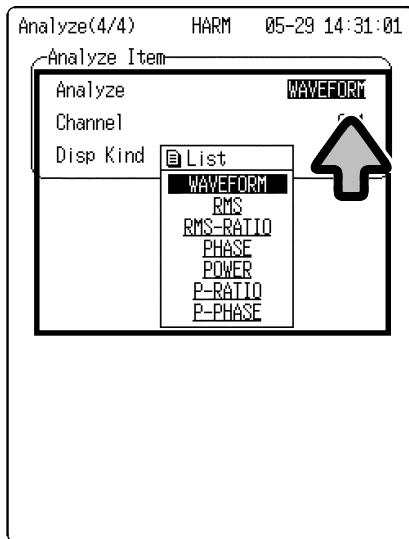 Analyze(4/4) HARM 05-29 14:31:01
Analyze Item
Analyze WAVEFORM
Channel
Disp Kind
List
WAVEFORM
RMS
RMS-RATIO
PHASE
POWER
P-RATIO
P-PHASE